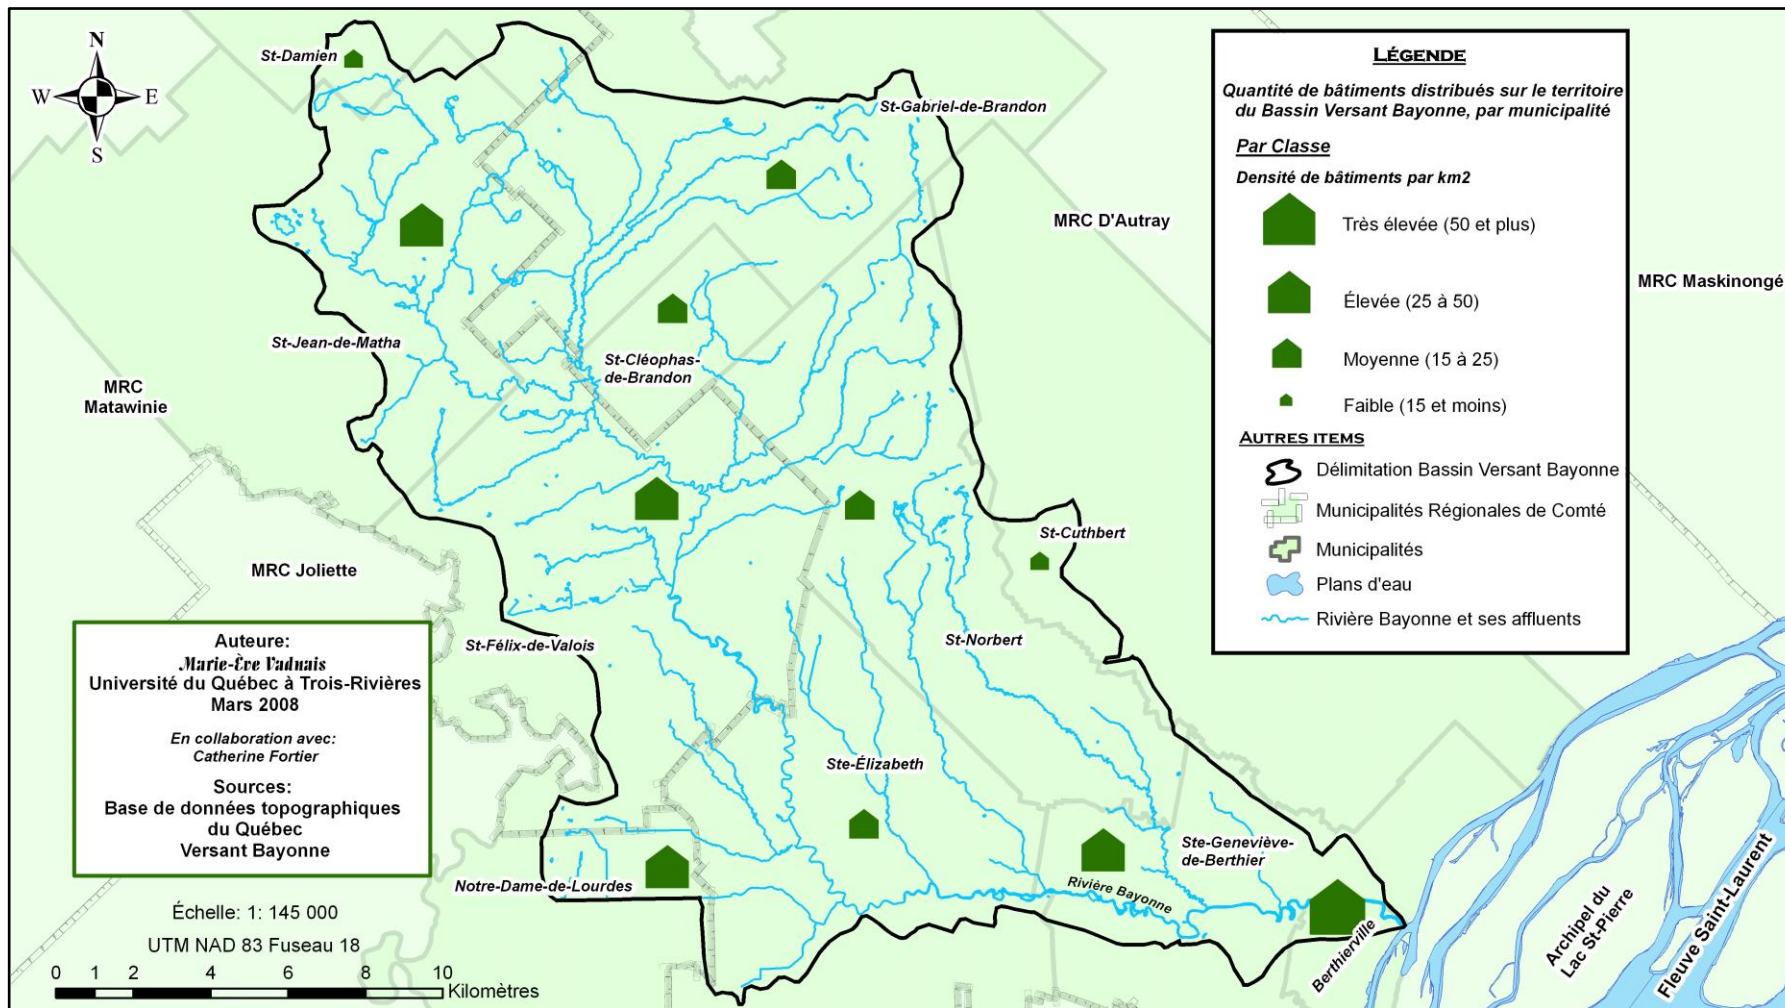 N
W E
S
St-Damien
St-Gabriel-de-Brandon
MRC D'Autray
MRC Maskinongé
St-Jean-de-Matha
St-Cléophas-
de-Brandon
MRC
Matawinie
MRC Joliette
St-Cuthbert
St-Félix-de-Valois
St-Norbert
Ste-Élizabeth
Ste-Geneviève-
de-Berthier
Notre-Dame-de-Lourdes
Rivière Bayonne
Berthierville
Archipel du
Lac St-Pierre
Fleuve Saint-Laurent
LÉGENDE
Quantité de bâtiments distribués sur le territoire
du Bassin Versant Bayonne, par municipalité
Par Classe
Densité de bâtiments par km2
Très élevée (50 et plus)
Élevée (25 à 50)
Moyenne (15 à 25)
Faible (15 et moins)
AUTRES ITEMS
Délimitation Bassin Versant Bayonne
Municipalités Régionales de Comté
Municipalités
Plans d'eau
Rivière Bayonne et ses affluents
Auteure:
Marie-Ève Vadnais
Université du Québec à Trois-Rivières
Mars 2008
En collaboration avec:
Catherine Fortier
Sources:
Base de données topographiques
du Québec
Versant Bayonne
Échelle: 1: 145 000
UTM NAD 83 Fuseau 18
0 1 2 4 6 8 10
Kilomètres